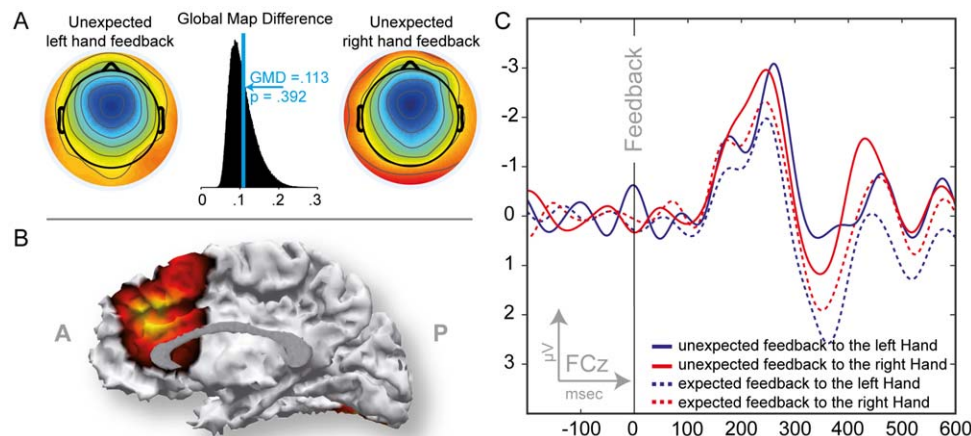 A
Unexpected
left hand feedback
Global Map Difference
GMD =.113
p = .392
0 .1 .2 .3
Unexpected
right hand feedback
B
A
P
C
-3
-2
-1
0
1
2
3
Feedback
µV
FCz
msec
unexpected feedback to the left Hand
unexpected feedback to the right Hand
expected feedback to the left Hand
expected feedback to the right Hand
-100 0 100 200 300 400 500 600